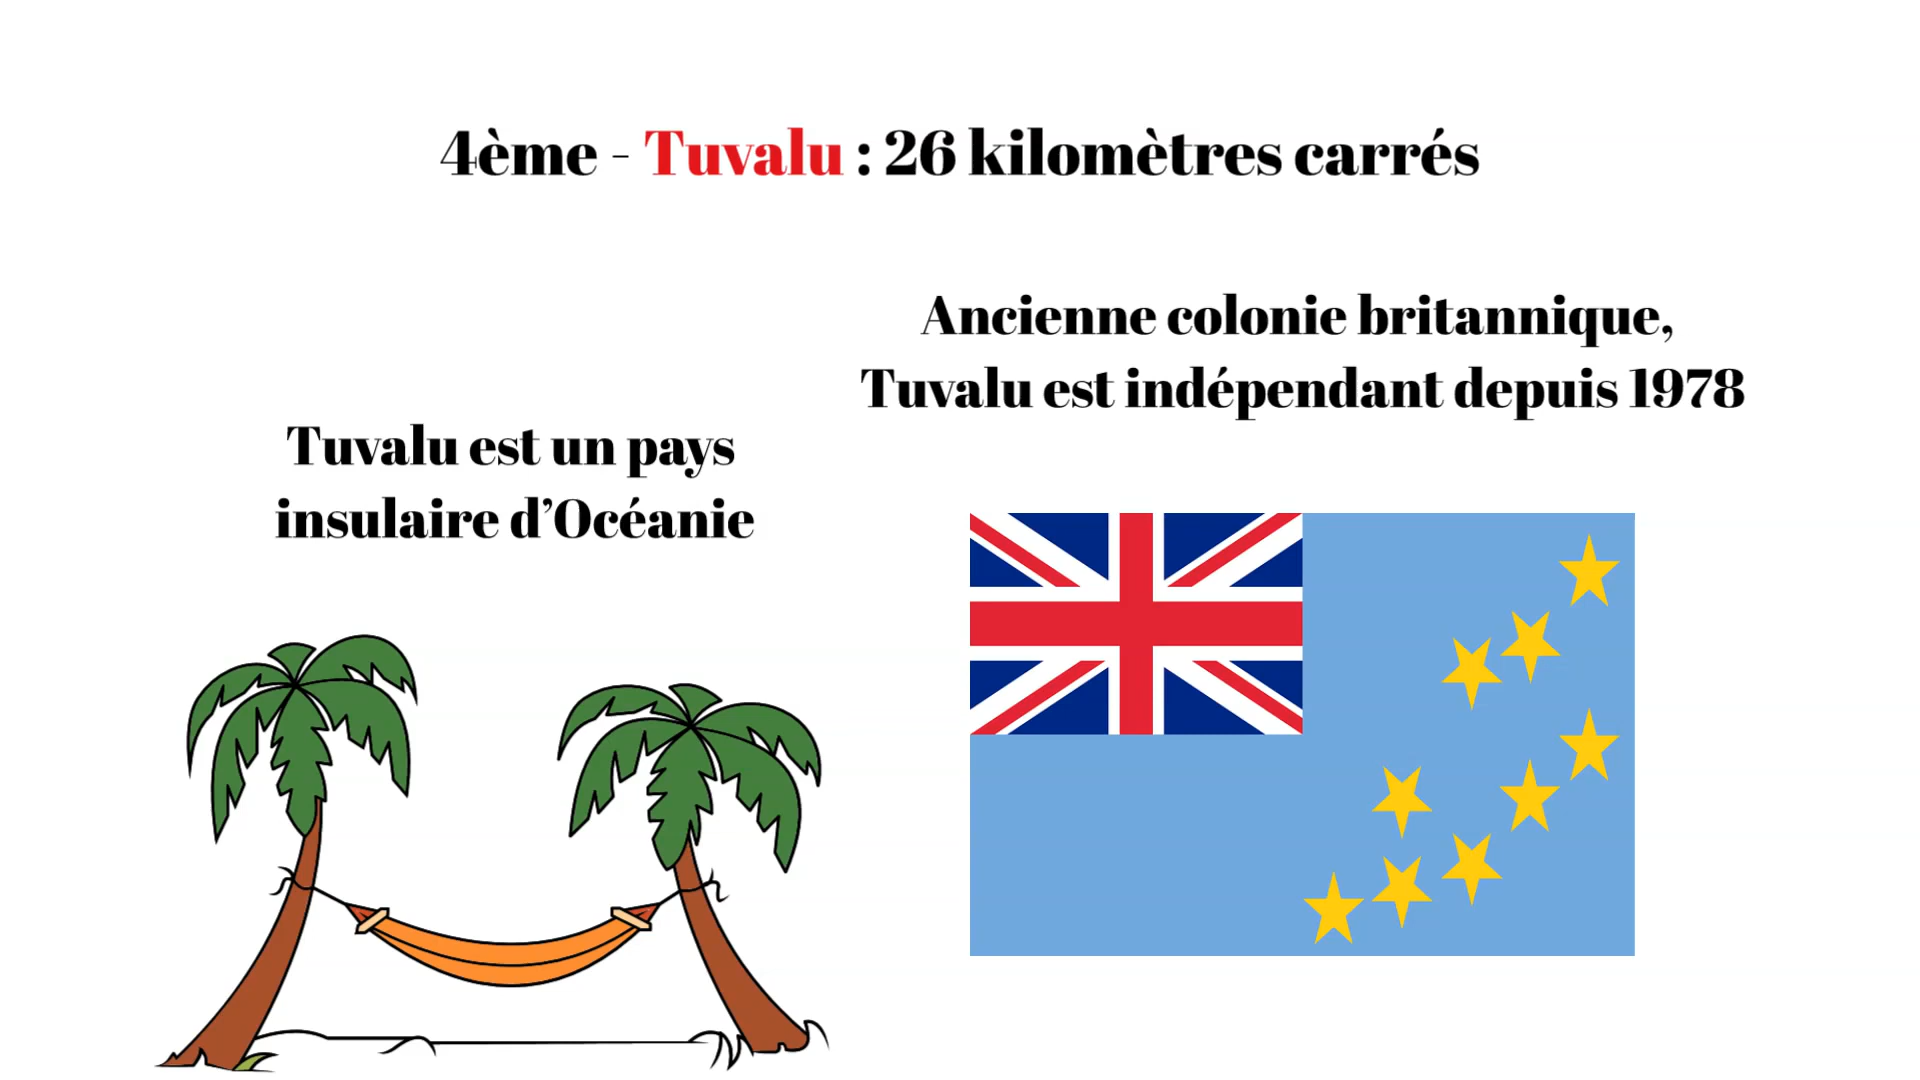 4ème - Tuvalu : 26 kilomètres carrés
Ancienne colonie britannique,
Tuvalu est indépendant depuis 1978
Tuvalu est un pays
insulaire d’Océanie